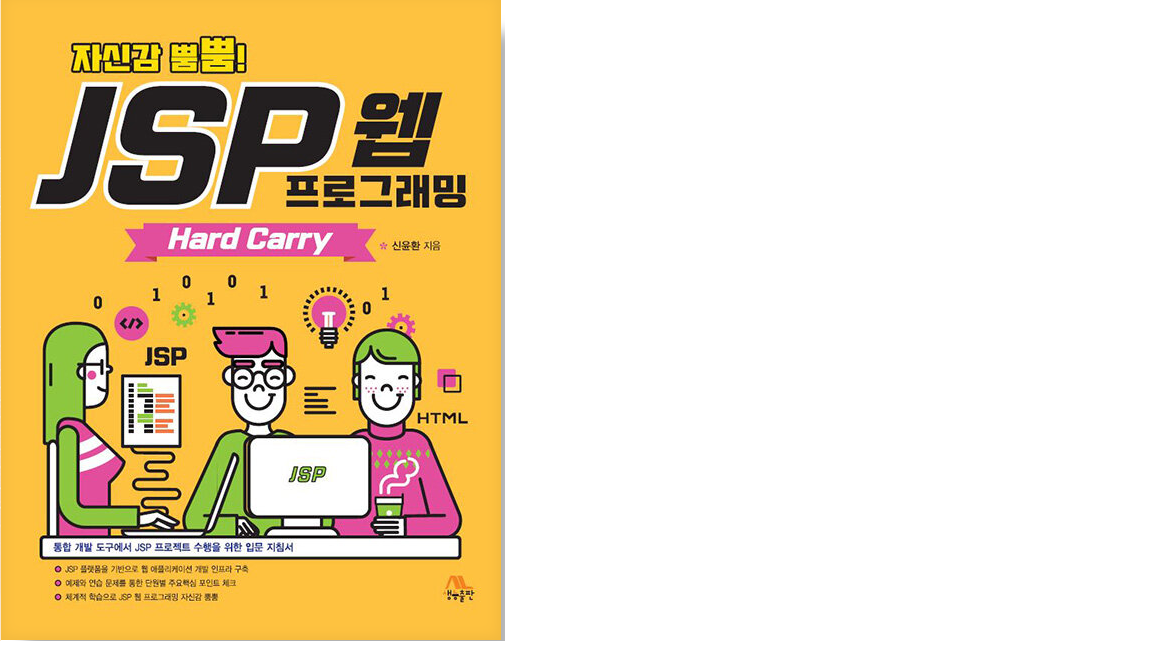 자신감 뿜뿜!
JSP 웹
프로그래밍
Hard Carry
신윤환 지음
0 1 0 1 0 1 0 1
</>
JSP
HTML
JSP
통합 개발 도구에서 JSP 프로젝트 수행을 위한 입문 지침서
JSP 플랫폼을 기반으로 웹 애플리케이션 개발 인프라 구축
예제와 연습 문제를 통한 단원별 주요핵심 포인트 체크
체계적 학습으로 JSP 웹 프로그래밍 자신감 뿜뿜
생능출판